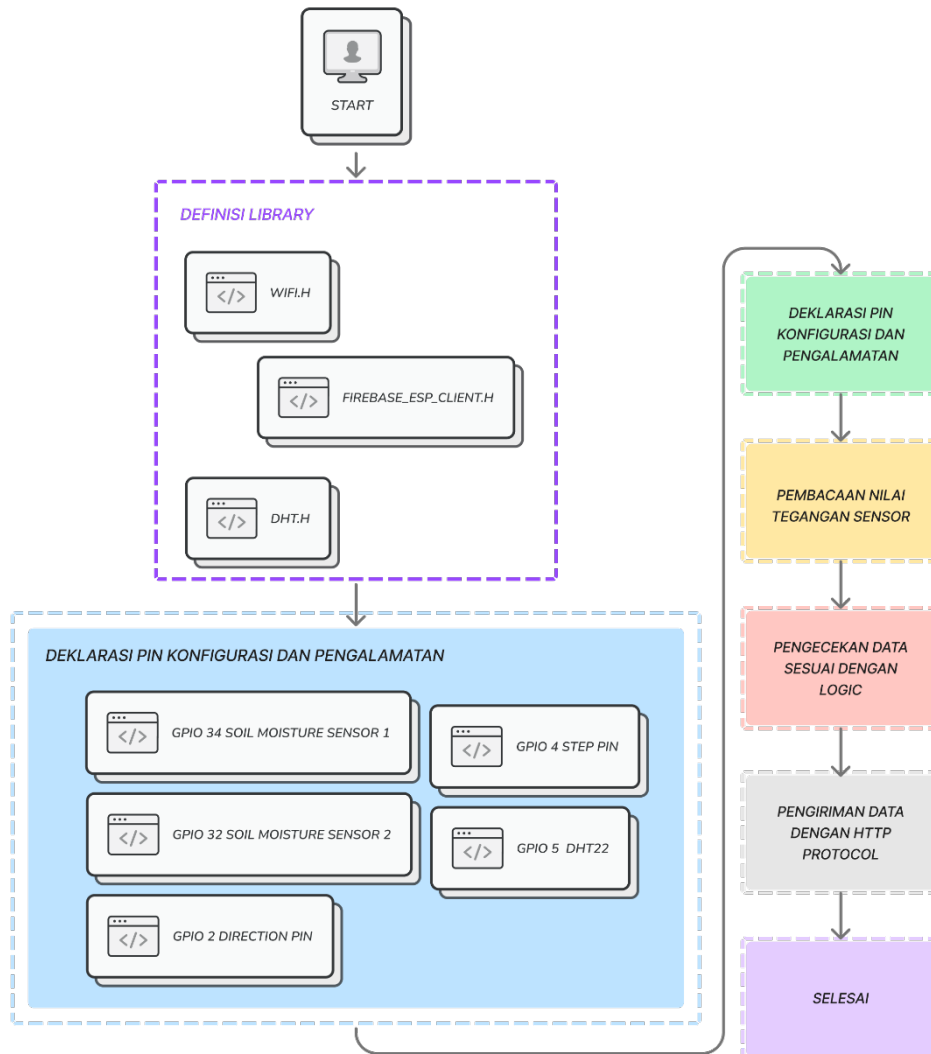 START
DEFINISI LIBRARY
WIFI.H
FIREBASE_ESP_CLIENT.H
DHT.H
DEKLARASI PIN KONFIGURASI DAN PENGALAMATAN
GPIO 34 SOIL MOISTURE SENSOR 1
GPIO 4 STEP PIN
GPIO 32 SOIL MOISTURE SENSOR 2
GPIO 5 DHT22
GPIO 2 DIRECTION PIN
DEKLARASI PIN
KONFIGURASI DAN
PENGALAMATAN
PEMBACAAN NILAI
TEGANGAN SENSOR
PENGECEKAN DATA
SESUAI DENGAN
LOGIC
PENGIRIMAN DATA
DENGAN HTTP
PROTOCOL
SELESAI